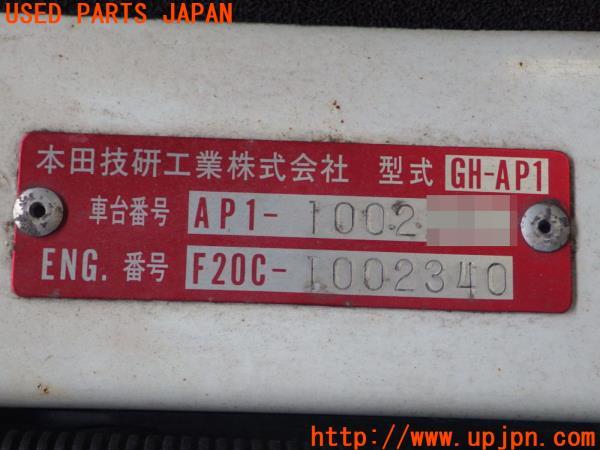 USED PARTS JAPAN
本田技研工業株式会社 型式 GH-AP1
車台番号 AP1-1002
ENG. 番号 F20C-1002340
http://www.upjpn.com/